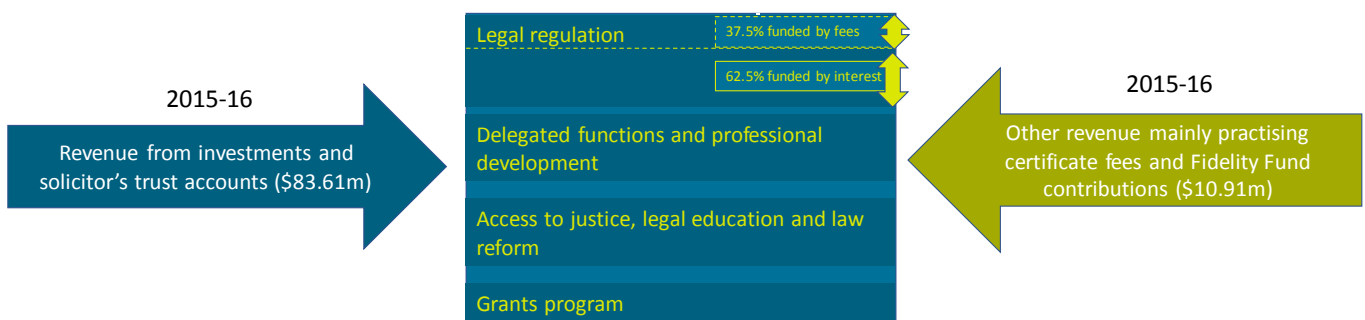 2015-16
Revenue from investments and
solicitor's trust accounts ($83.61m)
Legal regulation
37.5% funded by fees
62.5% funded by interest
Delegated functions and professional
development
Access to justice, legal education and law
reform
Grants program
2015-16
Other revenue mainly practising
certificate fees and Fidelity Fund
contributions ($10.91m)